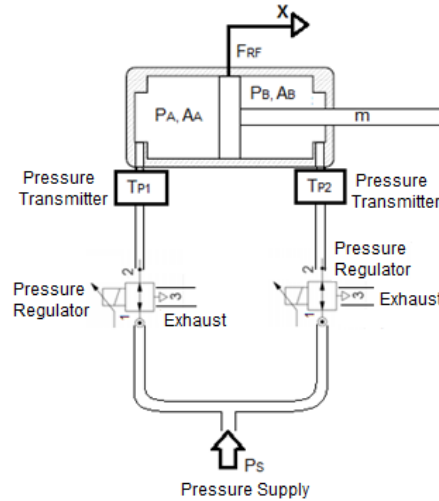 X
FRF
PA, AA
PB, AB
m
Pressure
Transmitter
TP1
TP2
Pressure
Transmitter
2
2
Pressure
Regulator
Pressure
Regulator
3
3
Exhaust
Exhaust
1
1
PS
Pressure Supply